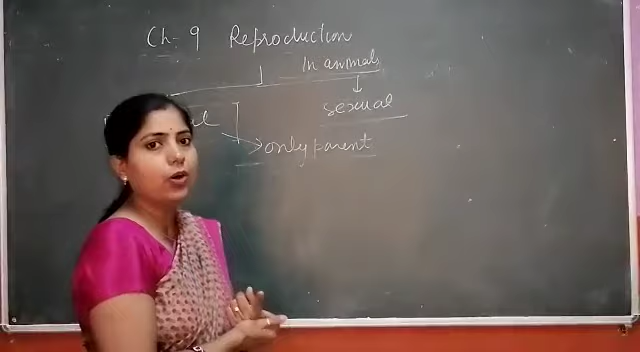 Ch- 9 Reproduction
In animals
sexual
only parent